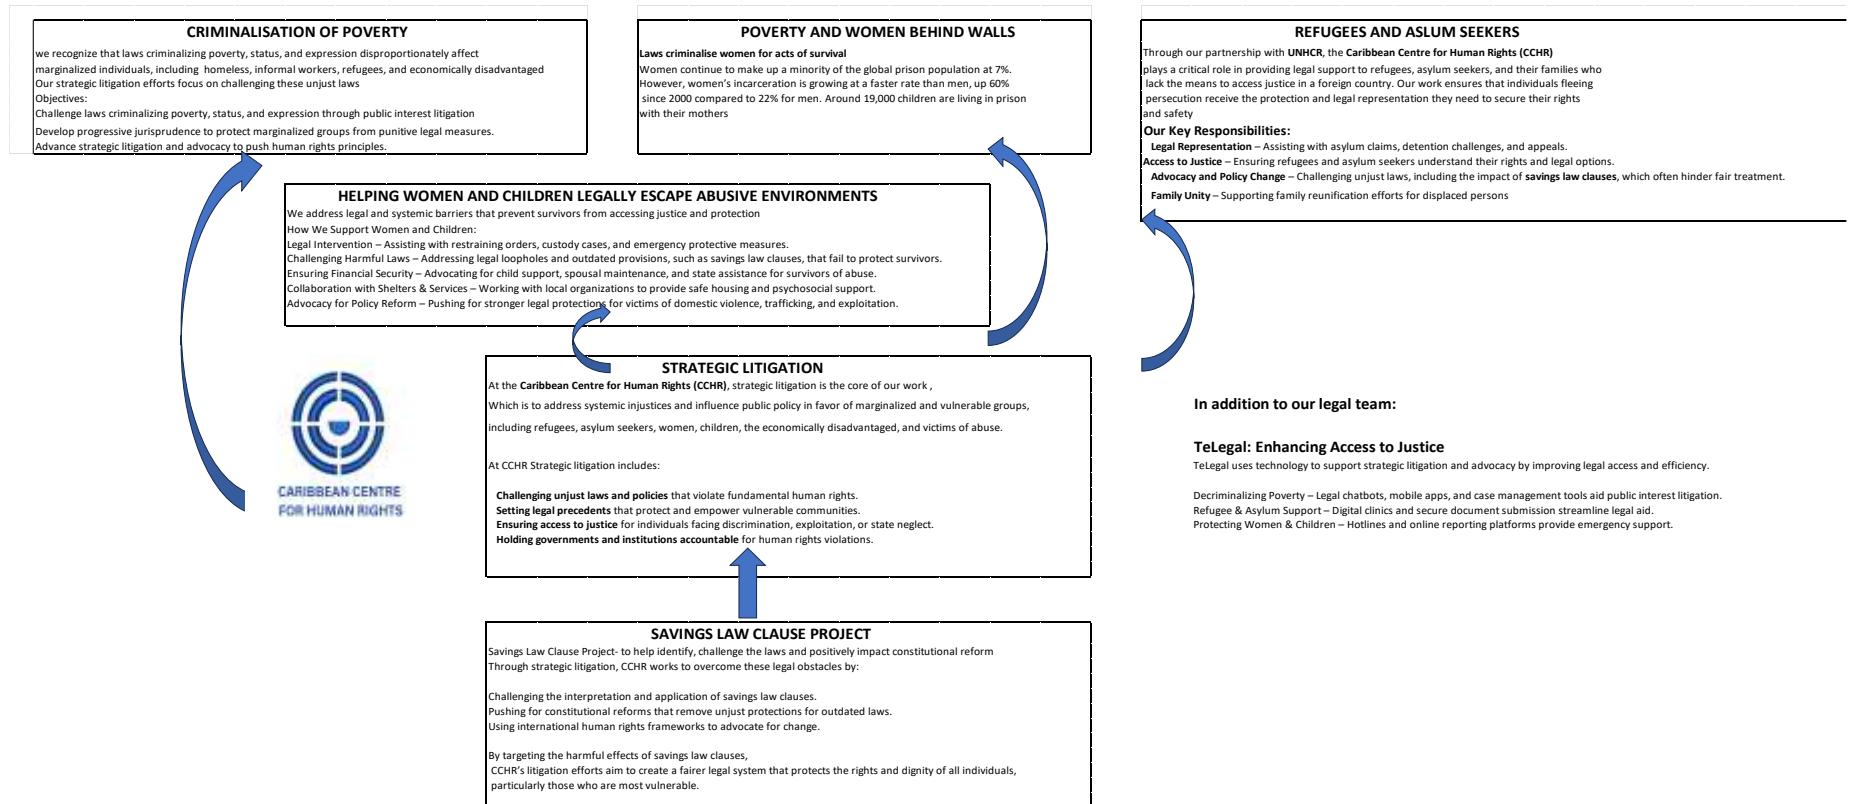 CRIMINALISATION OF POVERTY
we recognize that laws criminalizing poverty, status, and expression disproportionately affect
marginalized individuals, including homeless, informal workers, refugees, and economically disadvantaged
Our strategic litigation efforts focus on challenging these unjust laws
Objectives:
Challenge laws criminalizing poverty, status, and expression through public interest litigation
Develop progressive jurisprudence to protect marginalized groups from punitive legal measures.
Advance strategic litigation and advocacy to push human rights principles.
POVERTY AND WOMEN BEHIND WALLS
Laws criminalise women for acts of survival
Women continue to make up a minority of the global prison population at 7%.
However, women's incarceration is growing at a faster rate than men, up 60%
since 2000 compared to 22% for men. Around 19,000 children are living in prison
with their mothers
REFUGEES AND ASLUM SEEKERS
Through our partnership with UNHCR, the Caribbean Centre for Human Rights (CCHR)
plays a critical role in providing legal support to refugees, asylum seekers, and their families who
lack the means to access justice in a foreign country. Our work ensures that individuals fleeing
persecution receive the protection and legal representation they need to secure their rights
and safety
Our Key Responsibilities:
Legal Representation – Assisting with asylum claims, detention challenges, and appeals.
Access to Justice – Ensuring refugees and asylum seekers understand their rights and legal options.
Advocacy and Policy Change – Challenging unjust laws, including the impact of savings law clauses, which often hinder fair treatment.
Family Unity – Supporting family reunification efforts for displaced persons
HELPING WOMEN AND CHILDREN LEGALLY ESCAPE ABUSIVE ENVIRONMENTS
We address legal and systemic barriers that prevent survivors from accessing justice and protection
How We Support Women and Children:
Legal Intervention – Assisting with restraining orders, custody cases, and emergency protective measures.
Challenging Harmful Laws – Addressing legal loopholes and outdated provisions, such as savings law clauses, that fail to protect survivors.
Ensuring Financial Security – Advocating for child support, spousal maintenance, and state assistance for survivors of abuse.
Collaboration with Shelters & Services – Working with local organizations to provide safe housing and psychosocial support.
Advocacy for Policy Reform – Pushing for stronger legal protections for victims of domestic violence, trafficking, and exploitation.
CARIBBEAN CENTRE
FOR HUMAN RIGHTS
STRATEGIC LITIGATION
At the Caribbean Centre for Human Rights (CCHR), strategic litigation is the core of our work ,
Which is to address systemic injustices and influence public policy in favor of marginalized and vulnerable groups,
including refugees, asylum seekers, women, children, the economically disadvantaged, and victims of abuse.
At CCHR Strategic litigation includes:
Challenging unjust laws and policies that violate fundamental human rights.
Setting legal precedents that protect and empower vulnerable communities.
Ensuring access to justice for individuals facing discrimination, exploitation, or state neglect.
Holding governments and institutions accountable for human rights violations.
In addition to our legal team:
TeLegal: Enhancing Access to Justice
TeLegal uses technology to support strategic litigation and advocacy by improving legal access and efficiency.
Decriminalizing Poverty – Legal chatbots, mobile apps, and case management tools aid public interest litigation.
Refugee & Asylum Support – Digital clinics and secure document submission streamline legal aid.
Protecting Women & Children – Hotlines and online reporting platforms provide emergency support.
SAVINGS LAW CLAUSE PROJECT
Savings Law Clause Project- to help identify, challenge the laws and positively impact constitutional reform
Through strategic litigation, CCHR works to overcome these legal obstacles by:
Challenging the interpretation and application of savings law clauses.
Pushing for constitutional reforms that remove unjust protections for outdated laws.
Using international human rights frameworks to advocate for change.
By targeting the harmful effects of savings law clauses,
CCHR's litigation efforts aim to create a fairer legal system that protects the rights and dignity of all individuals,
particularly those who are most vulnerable.